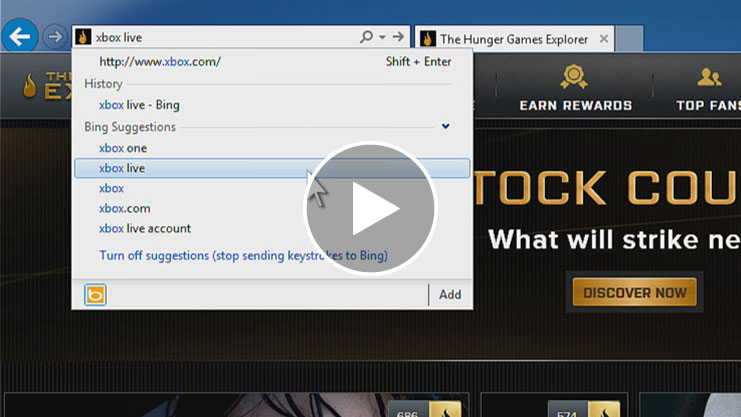 xbox live
The Hunger Games Explorer
http://www.xbox.com/ Shift + Enter
History
xbox live - Bing
Bing Suggestions
xbox one
xbox live
xbox
xbox.com
xbox live account
Turn off suggestions (stop sending keystrokes to Bing)
Add
TH
EX
EARN REWARDS
TOP FANS
TOCK COU
What will strike ne
DISCOVER NOW
686
574